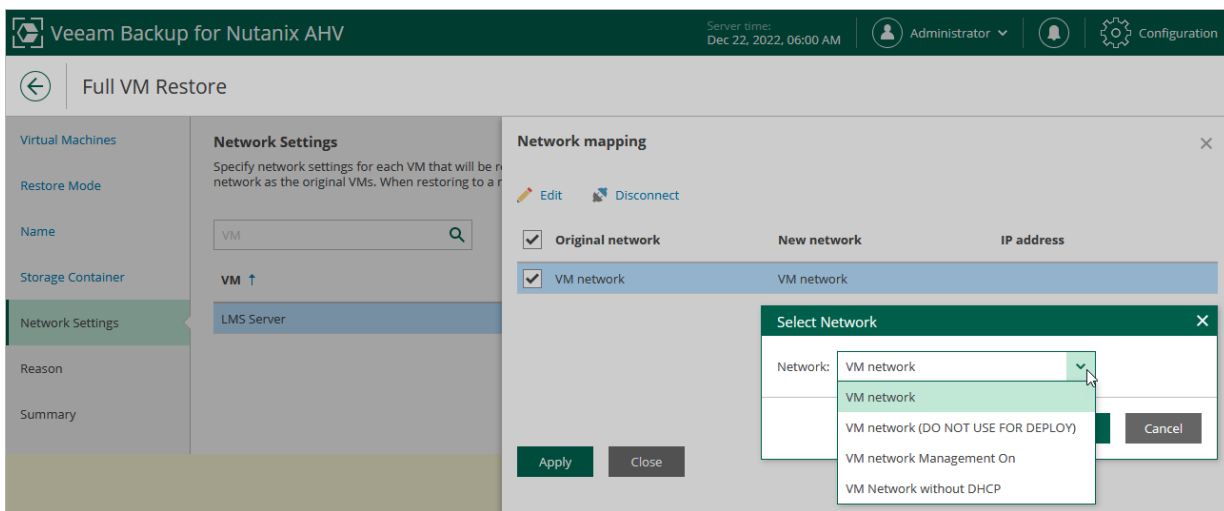 Veeam Backup for Nutanix AHV
Server time:
Dec 22, 2022, 06:00 AM
Administrator
Configuration
Full VM Restore
Virtual Machines
Restore Mode
Name
Storage Container
Network Settings
Reason
Summary
Network Settings
Specify network settings for each VM that will be
network as the original VMs. When restoring to a
VM
VM ↑
LMS Server
Network mapping
Edit
Disconnect
Original network
New network
IP address
VM network
VM network
Select Network
Network:
VM network
VM network
VM network (DO NOT USE FOR DEPLOY)
VM network Management On
VM Network without DHCP
Cancel
Apply
Close